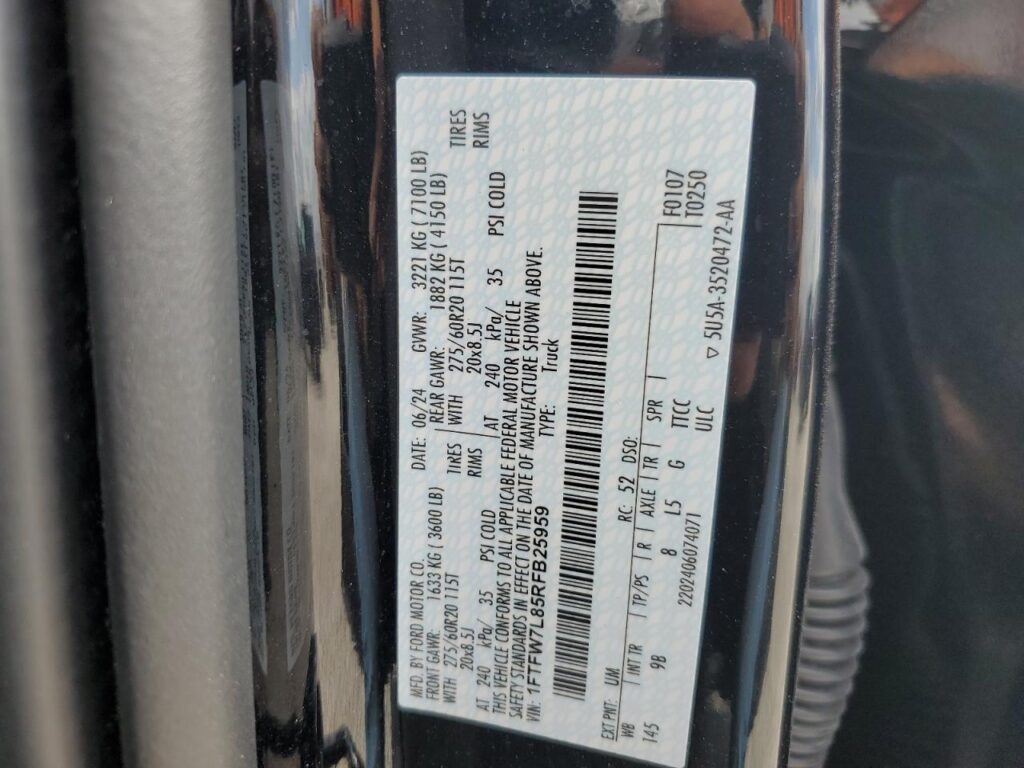 MFD. BY FORD MOTOR CO. DATE: 06/24 GVWR: 3221 KG ( 7100 LB)
FRONT GAWR: 1633 KG ( 3600 LB) REAR GAWR: 1882 KG ( 4150 LB)
WITH 275/60R20 115T TIRES WITH 275/60R20 115T TIRES
20x8.5J RIMS 20x8.5J RIMS
AT 240 kPa/ 35 PSI COLD AT 240 kPa/ 35 PSI COLD
THIS VEHICLE CONFORMS TO ALL APPLICABLE FEDERAL MOTOR VEHICLE
SAFETY STANDARDS IN EFFECT ON THE DATE OF MANUFACTURE SHOWN ABOVE.
VIN: 1FTFW7L85RFB25959 TYPE: Truck
EXT PNT: UM RC: 52 DSO: F0107
WB INT TR TP/PS R AXLE TR SPR T0250
145 9B 8 L5 G TTCC
2202406074071 ULC
▽ 5U5A-3520472-AA